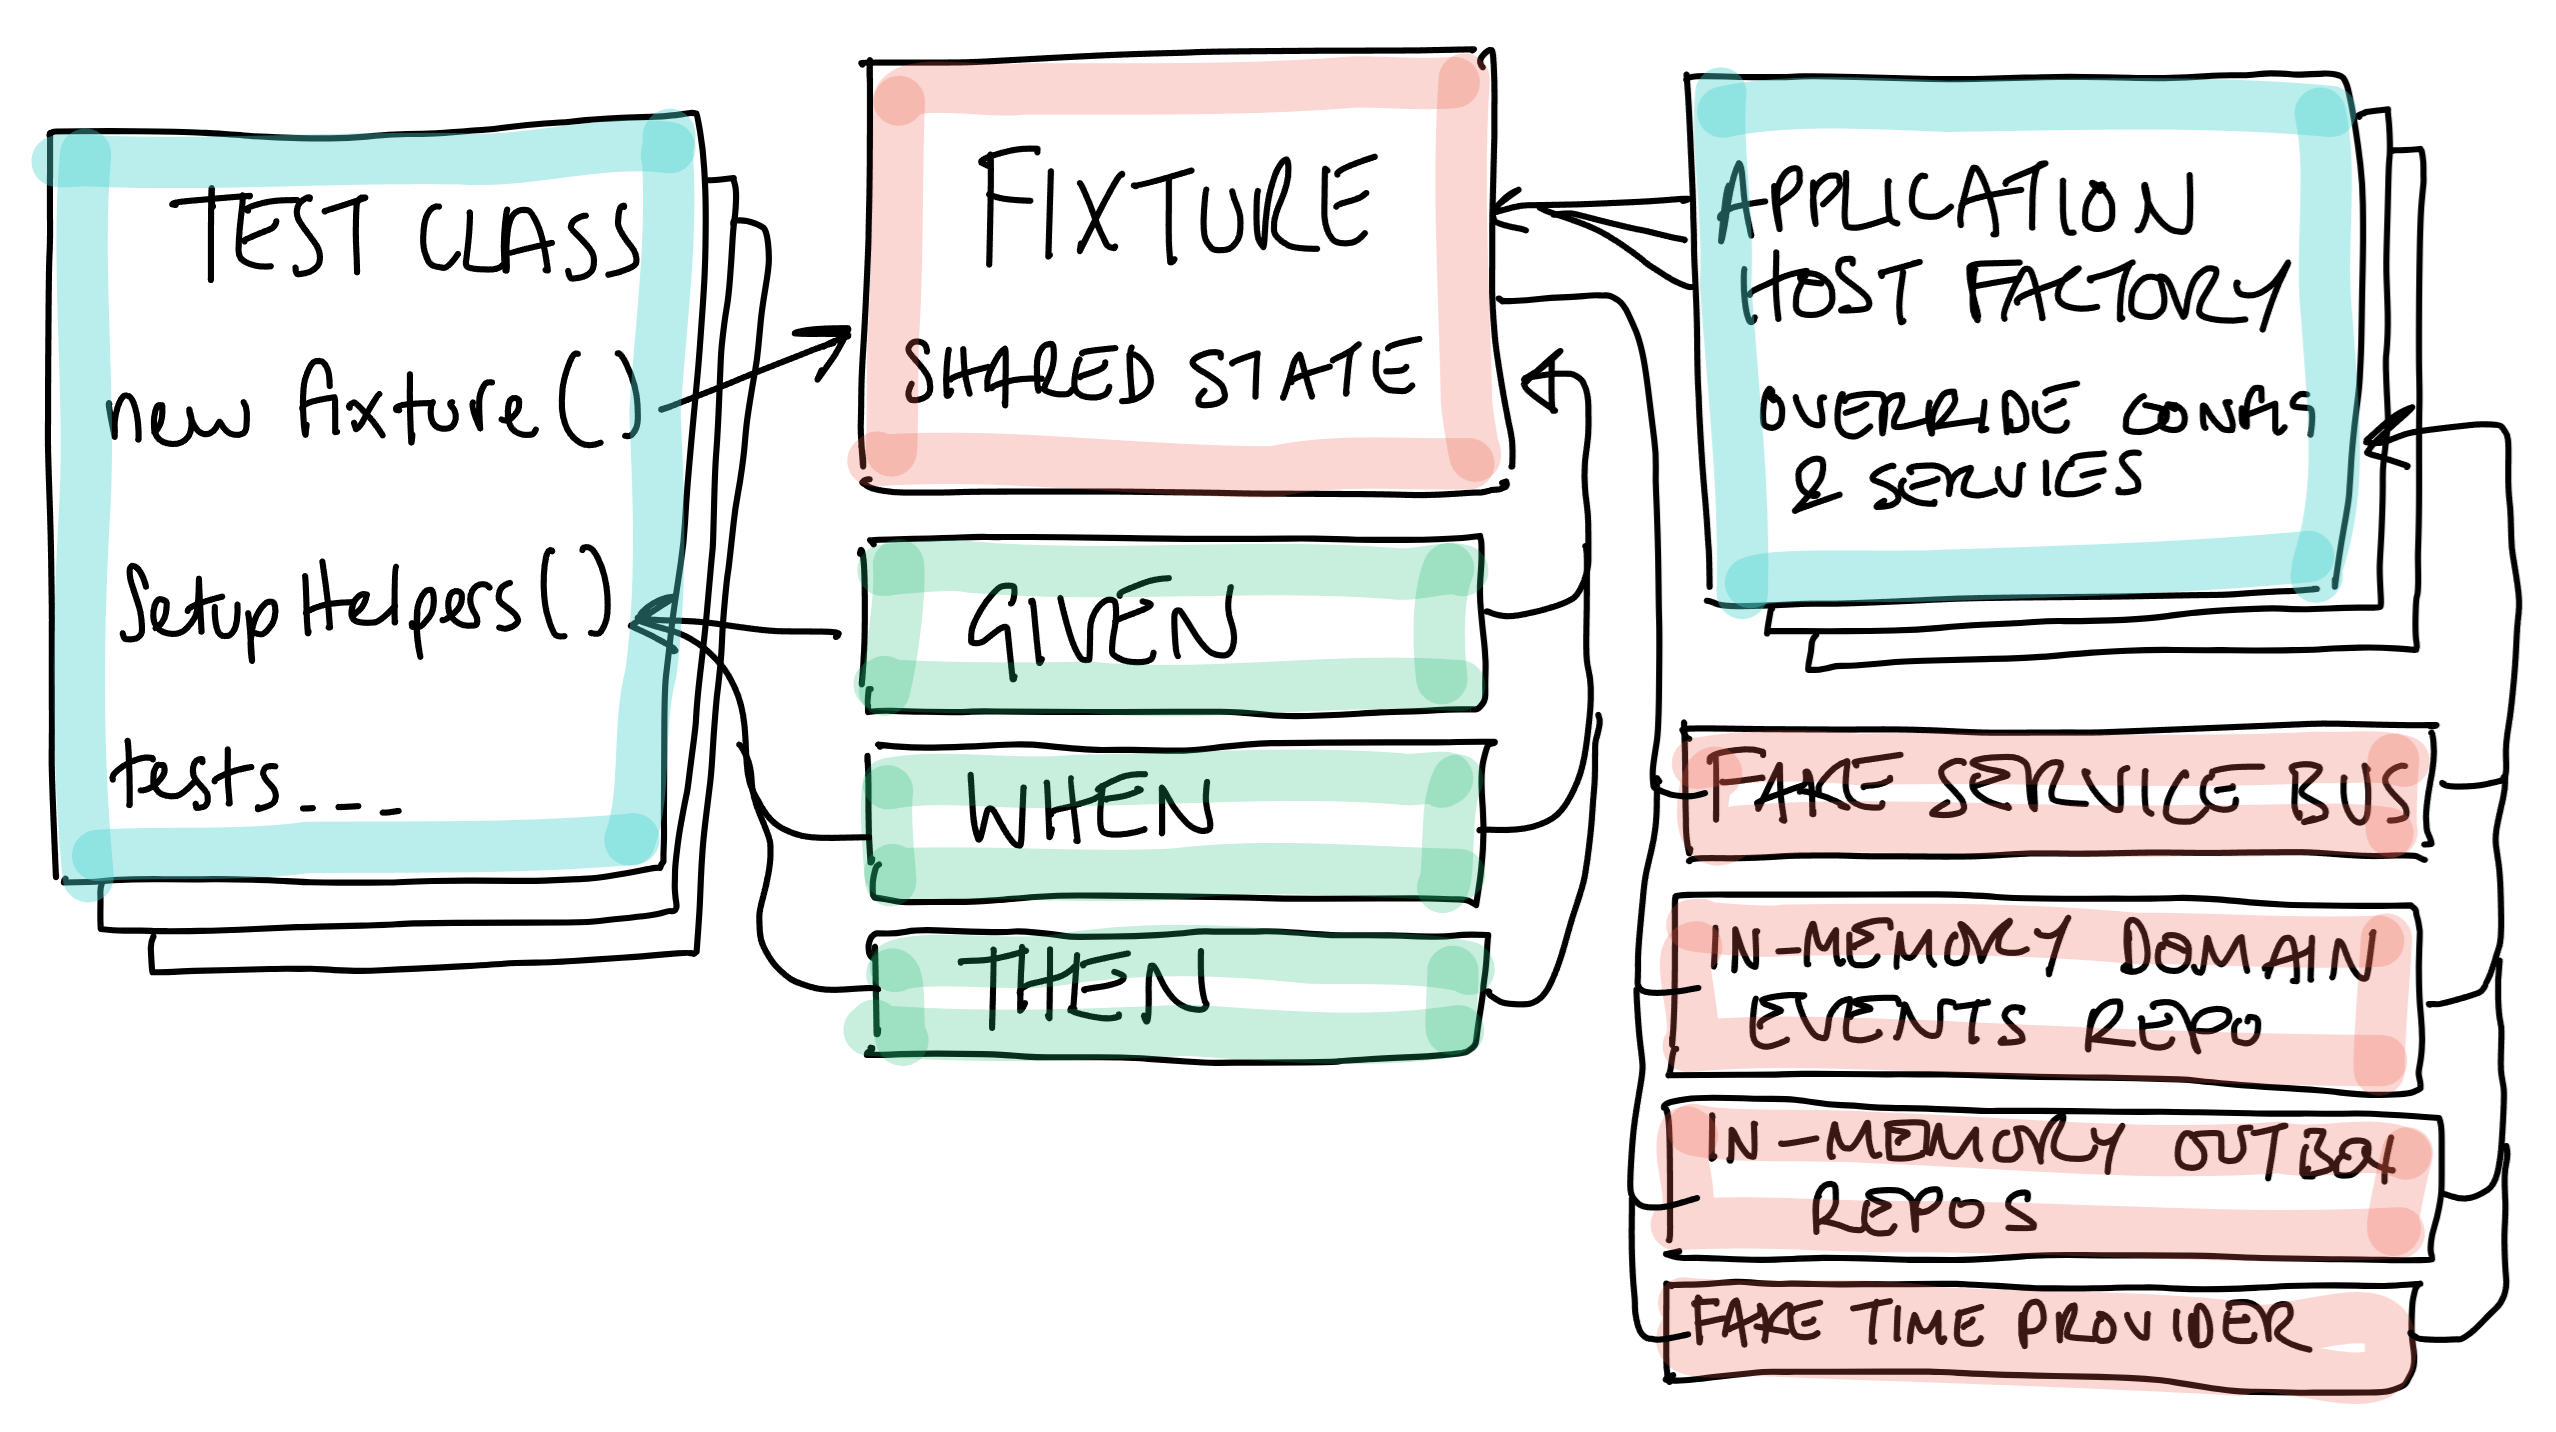 TEST CLASS
new fixture()
SetupHelpers()
tests---
FIXTURE
SHARED STATE
GIVEN
WHEN
THEN
APPLICATION
HOST FACTORY
OVERRIDE CONFIG
& SERVICES
FAKE SERVICE BUS
IN-MEMORY DOMAIN
EVENTS REPO
IN-MEMORY OUTBOX
REPOS
FAKE TIME PROVIDER